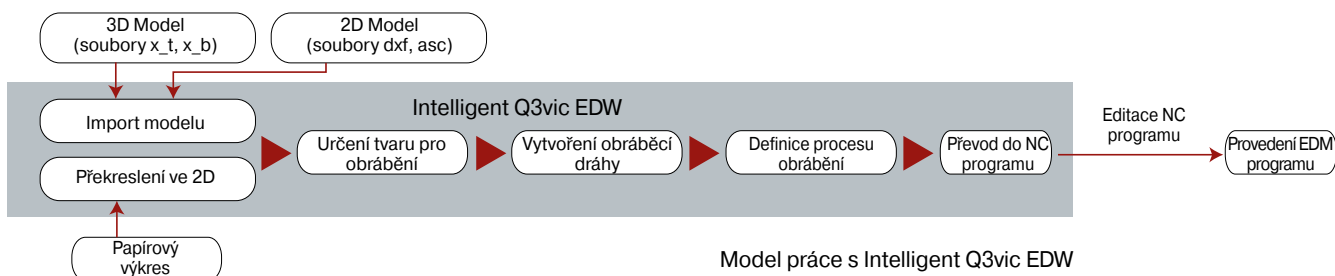 3D Model
(soubory x_t, x_b)
2D Model
(soubory dxf, asc)
Intelligent Q3vic EDW
Import modelu
Překreslení ve 2D
Určení tvaru pro
obrábění
Vytvoření obráběcí
dráhy
Definice procesu
obrábění
Převod do NC
programu
Editace NC
programu
Provedení EDM
programu
Papírový
výkres
Model práce s Intelligent Q3vic EDW